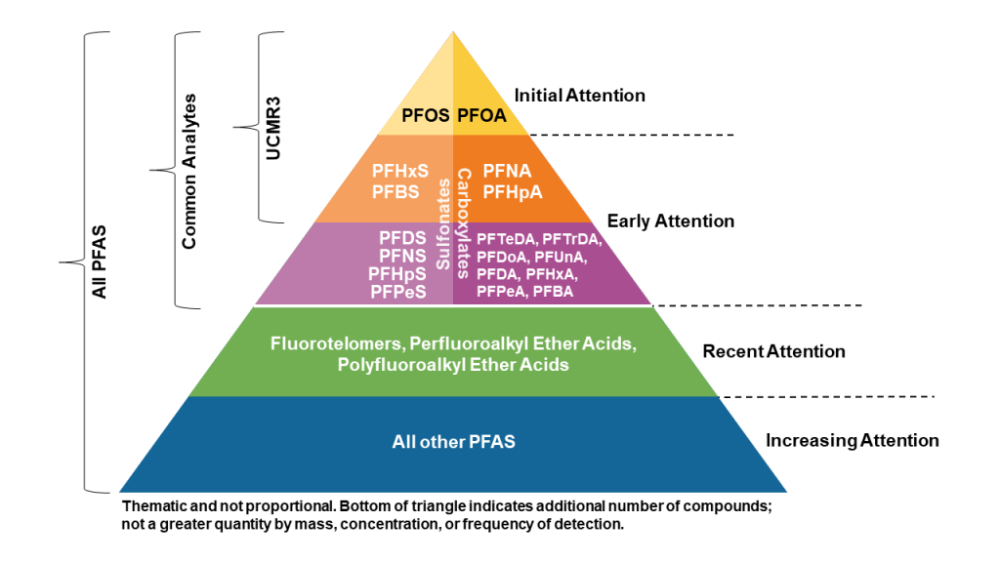 All PFAS
Common Analytes
UCMR3
PFOS PFOA
Initial Attention
PFHxS
PFBS
PFNA
PFHpA
Sulfonates
Carboxylates
Early Attention
PFDS
PFNS
PFHpS
PFPeS
PFTeDA, PFTrDA,
PFDoA, PFUnA,
PFDA, PFHxA,
PFPeA, PFBA
Fluorotelomers, Perfluoroalkyl Ether Acids,
Polyfluoroalkyl Ether Acids
Recent Attention
All other PFAS
Increasing Attention
Thematic and not proportional. Bottom of triangle indicates additional number of compounds;
not a greater quantity by mass, concentration, or frequency of detection.